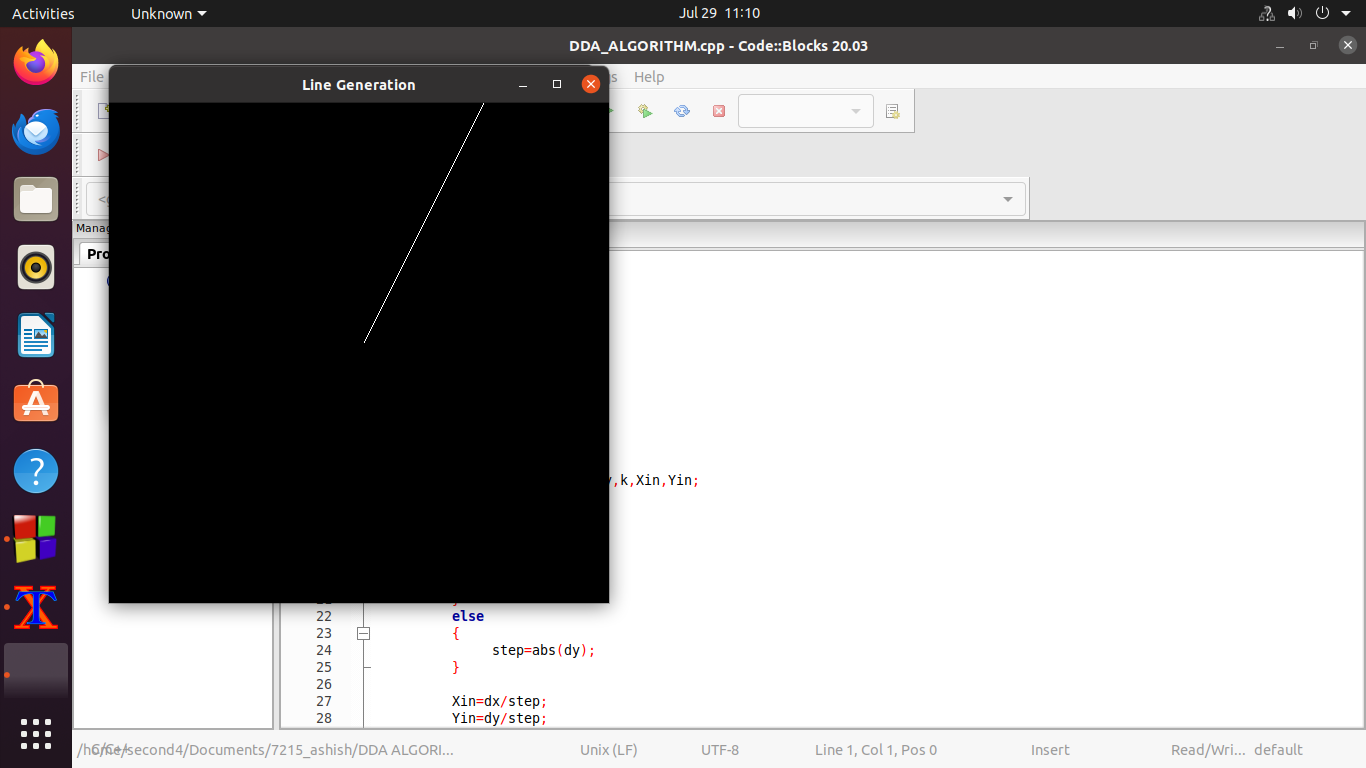 Activities Unknown Jul 29 11:10
DDA_ALGORITHM.cpp - Code::Blocks 20.03
File Help
Line Generation
,k,Xin,Yin;
22 else
23 {
24 step=abs(dy);
25 }
26
27 Xin=dx/step;
28 Yin=dy/step;
Unix (LF) UTF-8 Line 1, Col 1, Pos 0 Insert Read/Wri... default
/home/second4/Documents/7215_ashish/DDA ALGORI...